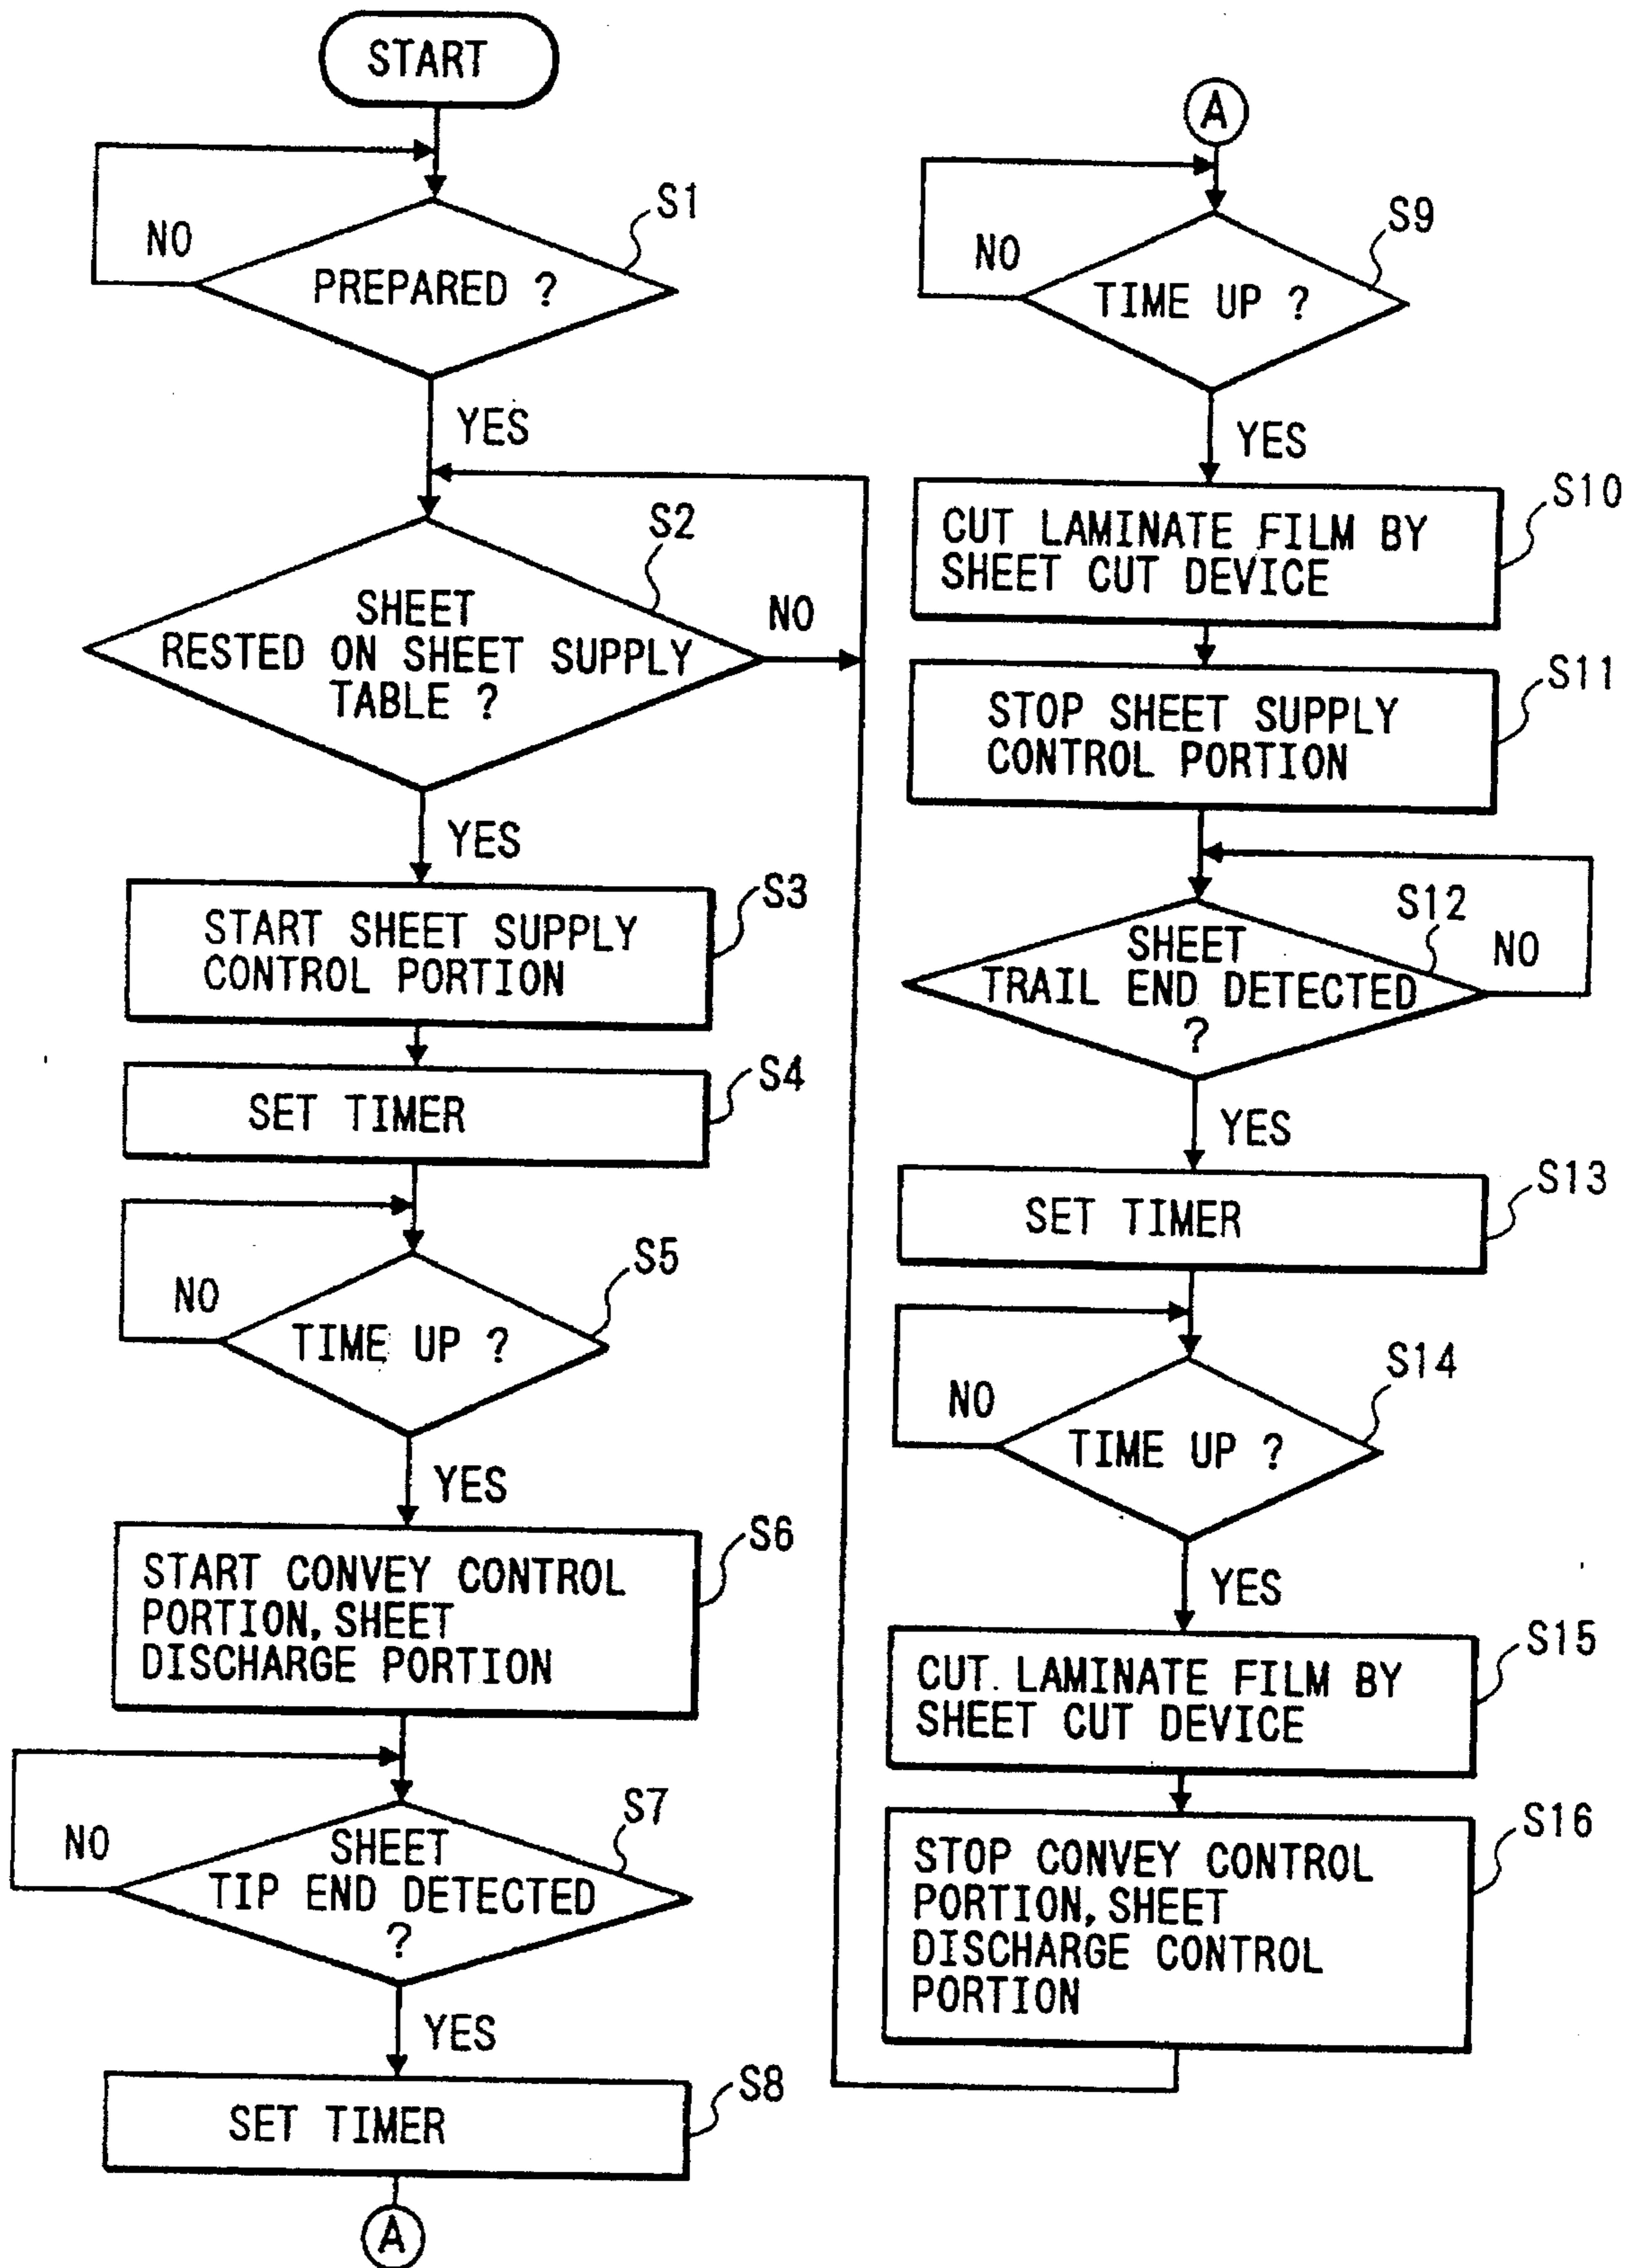 START
NO
S1
PREPARED ?
YES
S2
SHEET
RESTED ON SHEET SUPPLY
TABLE ?
NO
YES
S3
START SHEET SUPPLY
CONTROL PORTION
S4
SET TIMER
S5
NO
TIME UP ?
YES
S6
START CONVEY CONTROL
PORTION, SHEET
DISCHARGE PORTION
S7
NO
SHEET
TIP END DETECTED
?
YES
S8
SET TIMER
A
A
S9
NO
TIME UP ?
YES
S10
CUT LAMINATE FILM BY
SHEET CUT DEVICE
S11
STOP SHEET SUPPLY
CONTROL PORTION
S12
SHEET
TRAIL END DETECTED
?
NO
YES
S13
SET TIMER
S14
NO
TIME UP ?
YES
S15
CUT. LAMINATE FILM BY
SHEET CUT DEVICE
S16
STOP CONVEY CONTROL
PORTION, SHEET
DISCHARGE CONTROL
PORTION